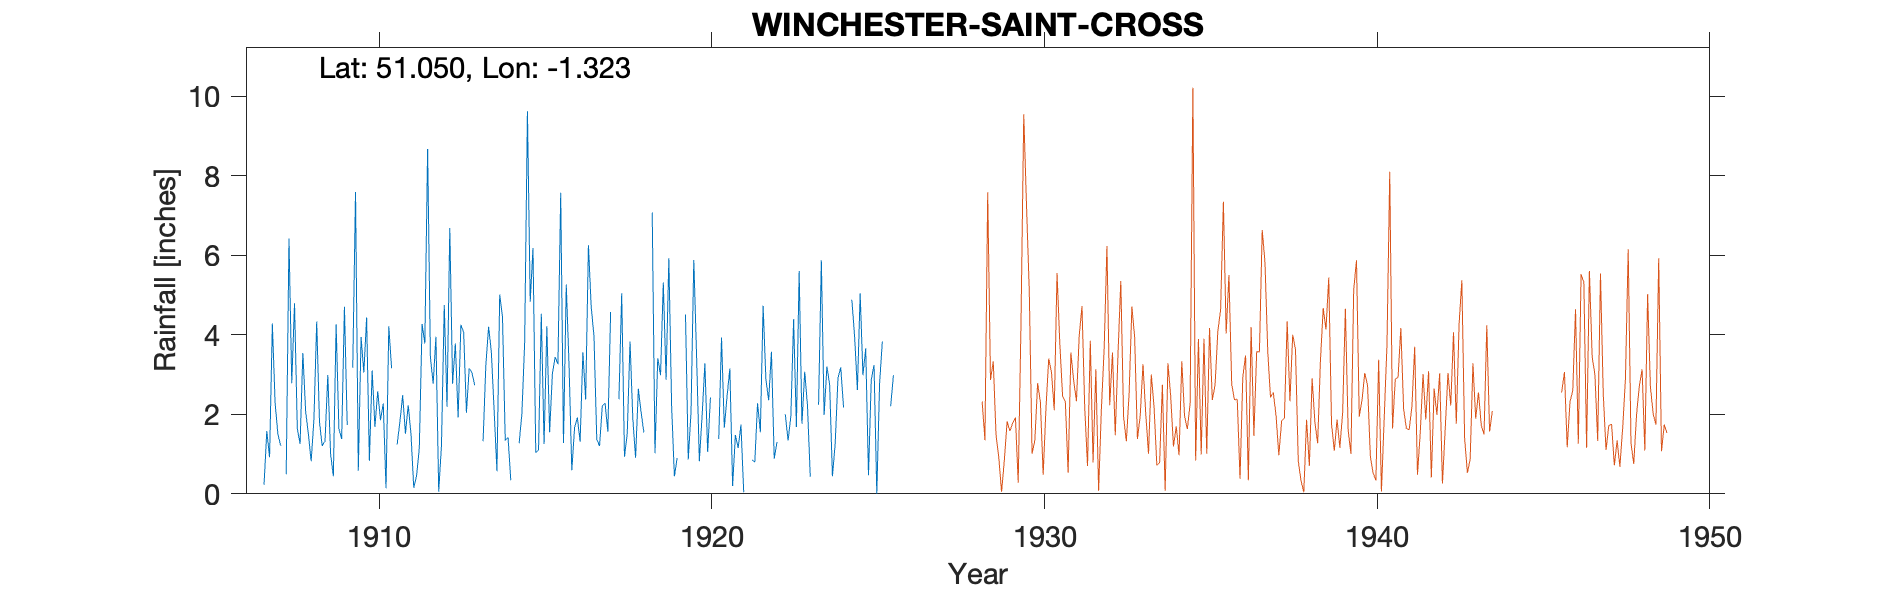 WINCHESTER-SAINT-CROSS
Lat: 51.050, Lon: -1.323
10
8
6
4
2
0
Rainfall [inches]
1910 1920 1930 1940 1950
Year